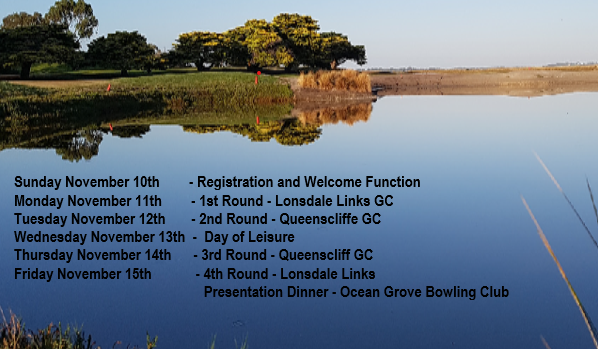 Sunday November 10th - Registration and Welcome Function
Monday November 11th - 1st Round - Lonsdale Links GC
Tuesday November 12th - 2nd Round - Queenscliffe GC
Wednesday November 13th - Day of Leisure
Thursday November 14th - 3rd Round - Queenscliff GC
Friday November 15th - 4th Round - Lonsdale Links
Presentation Dinner - Ocean Grove Bowling Club